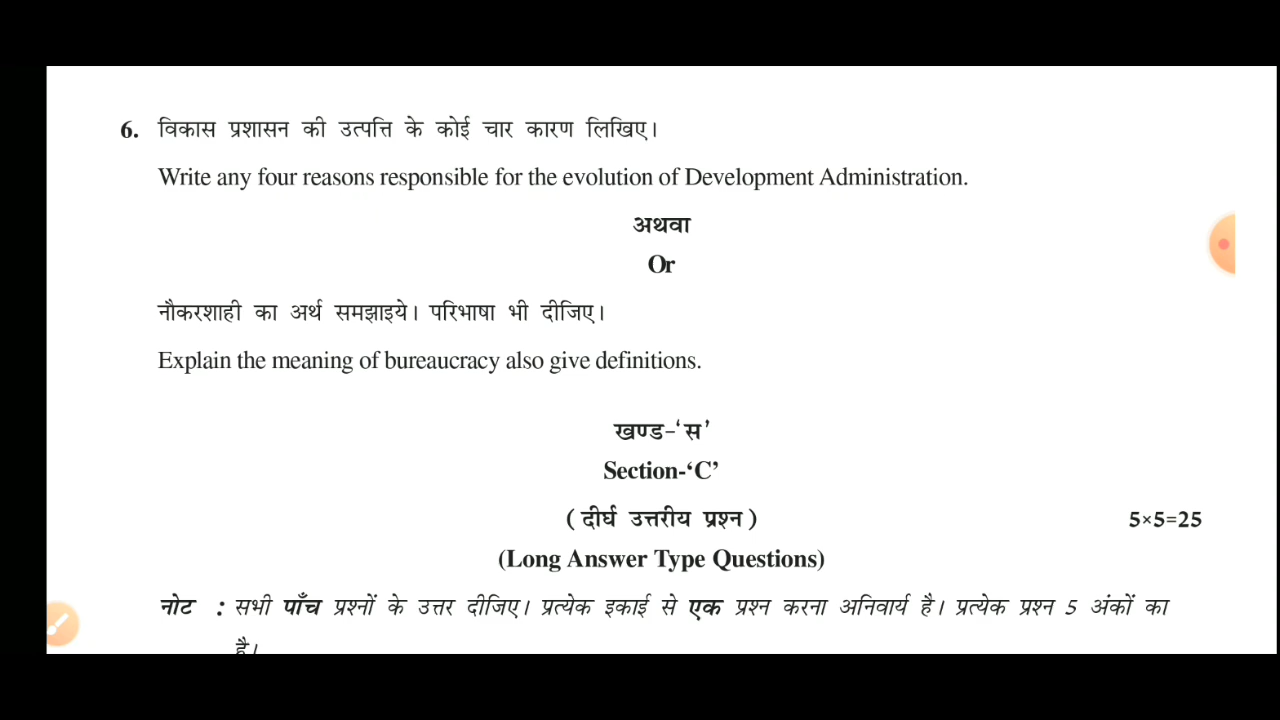 6. विकास प्रशासन की उत्पत्ति के कोई चार कारण लिखिए।
Write any four reasons responsible for the evolution of Development Administration.
अथवा
Or
नौकरशाही का अर्थ समझाइये। परिभाषा भी दीजिए।
Explain the meaning of bureaucracy also give definitions.
खण्ड-‘स’
Section-‘C’
( दीर्घ उत्तरीय प्रश्न ) 5×5=25
(Long Answer Type Questions)
नोट : सभी पाँच प्रश्नों के उत्तर दीजिए। प्रत्येक इकाई से एक प्रश्न करना अनिवार्य है। प्रत्येक प्रश्न 5 अंकों का
है।